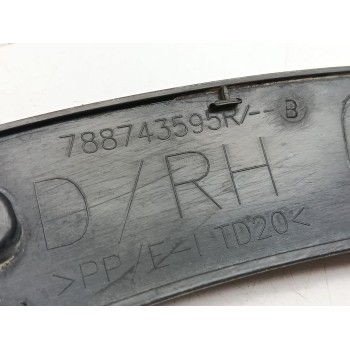 788743595R/-- B
D/RH
>PP/E-I TD20<